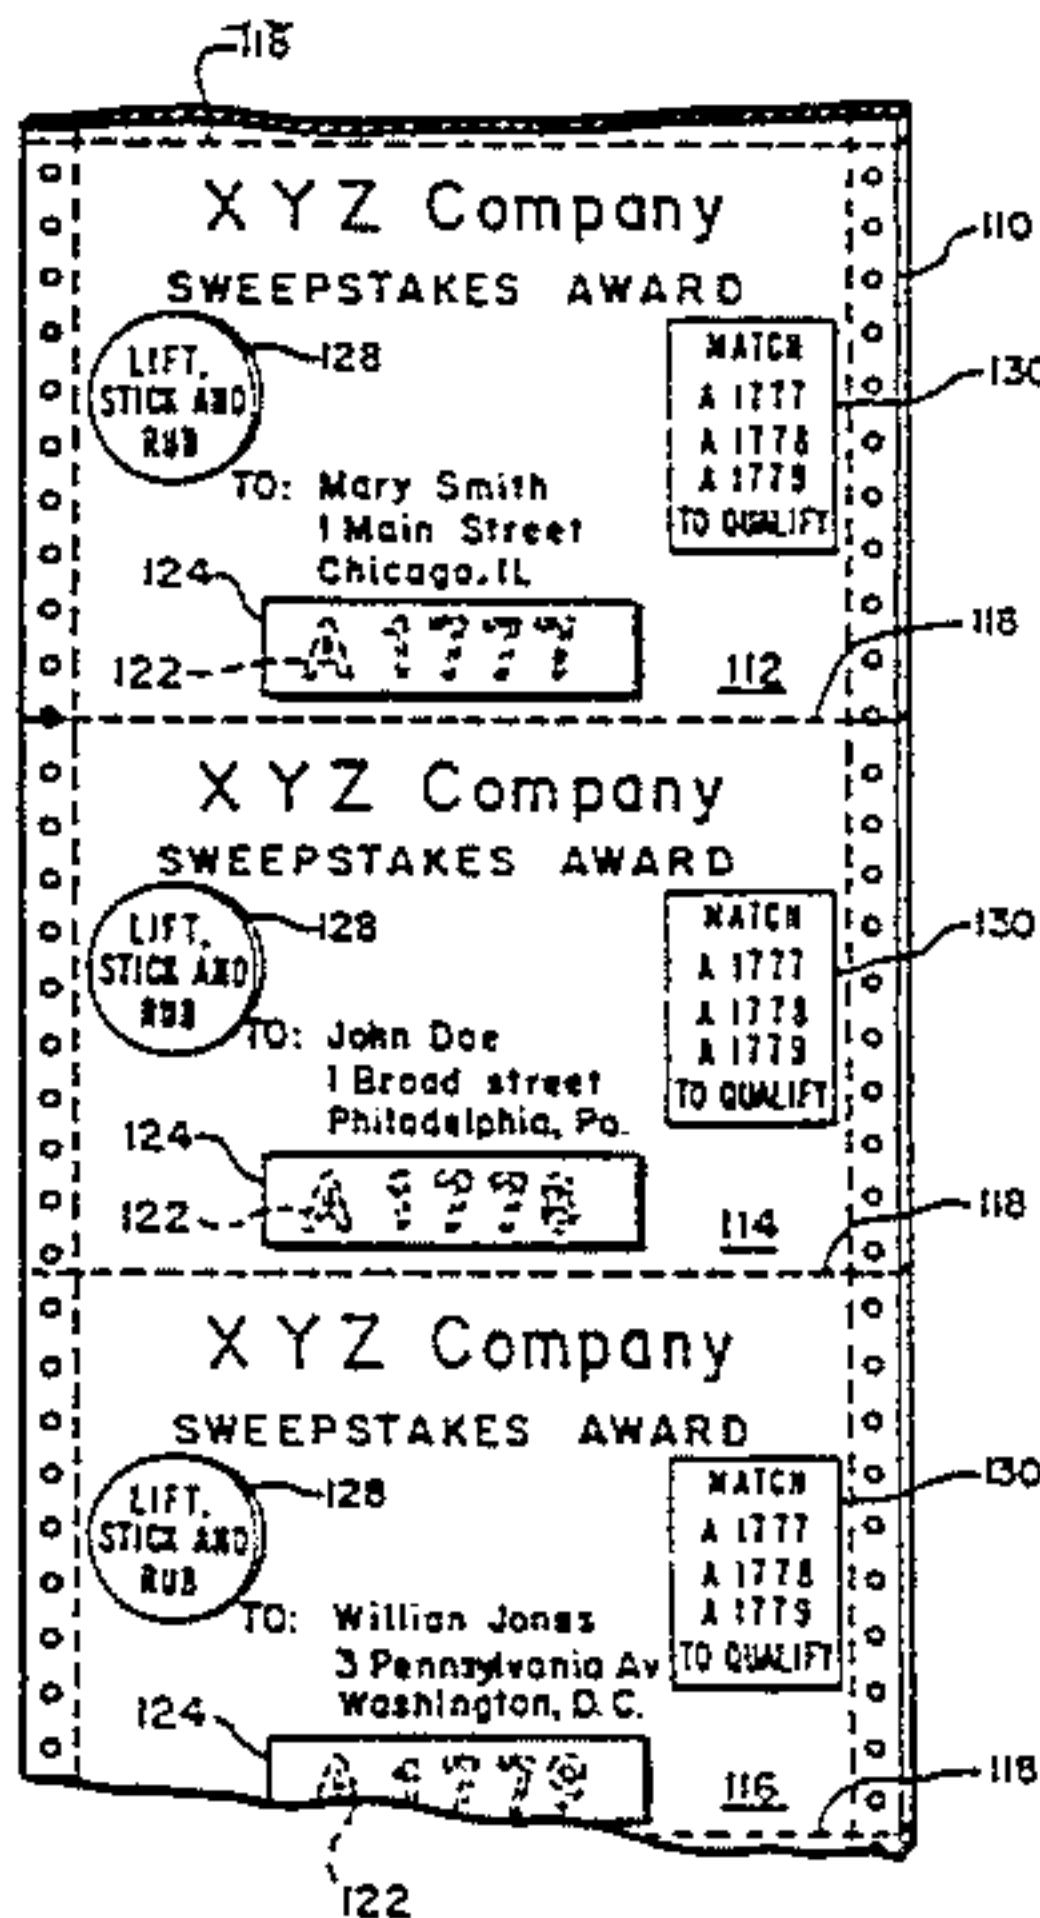 118
XYZ Company
110
SWEEPSTAKES AWARD
LIFT,
STICK AND
RUB
128
MATCH
A 1777
A 1778
A 1779
TO QUALIFY
130
TO: Mary Smith
1 Main Street
Chicago, IL
124
122
112
118
XYZ Company
SWEEPSTAKES AWARD
LIFT,
STICK AND
RUB
128
MATCH
A 1777
A 1778
A 1779
TO QUALIFY
130
TO: John Doe
1 Broad street
Philadelphia, Pa.
124
122
114
118
XYZ Company
SWEEPSTAKES AWARD
LIFT,
STICK AND
RUB
128
MATCH
A 1777
A 1778
A 1779
TO QUALIFY
130
TO: Willian Jones
3 Pennsylvania Av
Washington, D.C.
124
116
118
122